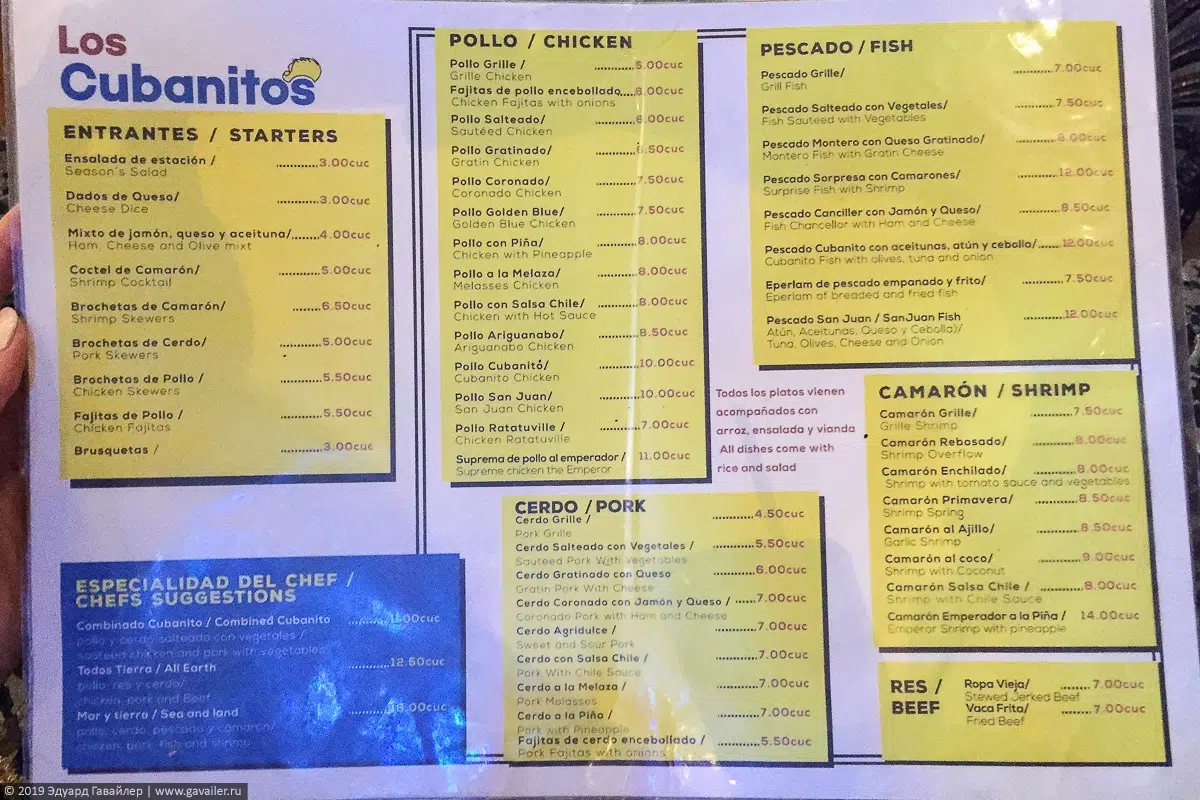 Los
Cubanitos
ENTRANTES / STARTERS
Ensalada de estación / ..........3.00cuc
Season's Salad
Dados de Queso/ ..........3.00cuc
Cheese Dice
Mixto de jamón, queso y aceituna/.......4.00cuc
Ham, Cheese and Olive mixt
Coctel de Camarón/ ..........5.00cuc
Shrimp Cocktail
Brochetas de Camarón/ ..........6.50cuc
Shrimp Skewers
Brochetas de Cerdo/ ..........5.00cuc
Pork Skewers
Brochetas de Pollo / ..........5.50cuc
Chicken Skewers
Fajitas de Pollo / ..........5.50cuc
Chicken Fajitas
Brusquetas / ..........3.00cuc
ESPECIALIDAD DEL CHEF /
CHEFS SUGGESTIONS
Combinado Cubanito / Combined Cubanito ..........11.00cuc
pollo y cerdo salteado con vegetales /
sauteed chicken and pork with vegetables
Todos Tierra / All Earth ..........12.50cuc
pollo, res y cerdo/
chicken, pork and Beef
Mar y tierra / Sea and land ..........cuc
pollo, cerdo, pescado y camarón
chicken, pork, fish and shrimp
POLLO / CHICKEN
Pollo Grille / ..........5.00cuc
Grille Chicken
Fajitas de pollo encebollado....8.00cuc
Chicken Fajitas with onions
Pollo Salteado/ ..........6.00cuc
Sautéed Chicken
Pollo Gratinado/ ..........6.50cuc
Gratin Chicken
Pollo Coronado/ ..........7.50cuc
Coronado Chicken
Pollo Golden Blue/ ..........7.50cuc
Golden Blue Chicken
Pollo con Piña/ ..........8.00cuc
Chicken with Pineapple
Pollo a la Melaza/ ..........8.00cuc
Melasses Chicken
Pollo con Salsa Chile/ ..........8.00cuc
Chicken with Hot Sauce
Pollo Ariguanabo/ ..........8.50cuc
Ariguanabo Chicken
Pollo Cubanito/ ..........10.00cuc
Cubanito Chicken
Pollo San Juan/ ..........10.00cuc
San Juan Chicken
Pollo Ratatuville / ..........7.00cuc
Chicken Ratatuville
Suprema de pollo al emperador/ 11.00cuc
Supreme chicken the Emperor
CERDO / PORK
Cerdo Grille / ..........4.50cuc
Pork Grille
Cerdo Salteado con Vegetales / ..........5.50cuc
Sauteed Pork With Vegetables
Cerdo Gratinado con Queso ..........6.00cuc
Gratin Pork With Cheese
Cerdo Coronado con Jamón y Queso / .....7.00cuc
Coronado Pork with Ham and Cheese
Cerdo Agridulce / ..........7.00cuc
Sweet and Sour Pork
Cerdo con Salsa Chile / ..........7.00cuc
Pork With Chile Sauce
Cerdo a la Melaza / ..........7.00cuc
Pork Molasses
Cerdo a la Piña / ..........7.00cuc
Pork with Pineapple
Fajitas de cerdo encebollado / ..........5.50cuc
Pork Fajitas with onions
PESCADO / FISH
Pescado Grille/ ..........7.00cuc
Grill Fish
Pescado Salteado con Vegetales/ ..........7.50cuc
Fish Sauteed with Vegetables
Pescado Montero con Queso Gratinado/ ..........8.00cuc
Montero Fish with Gratin Cheese
Pescado Sorpresa con Camarones/ ..........12.00cuc
Surprise Fish with Shrimp
Pescado Canciller con Jamón y Queso/ ..........8.50cuc
Fish Chancellor with Ham and Cheese
Pescado Cubanito con aceitunas, atún y cebolla/......12.00cuc
Cubanito Fish with olives, tuna and onion
Eperlam de pescado empanado y frito/ ..........7.50cuc
Eperlam of breaded and fried fish
Pescado San Juan / SanJuan Fish ..........12.00cuc
Atún, Aceitunas, Queso y Cebolla)/
Tuna, Olives, Cheese and Onion
Todos los platos vienen
acompañados con
arroz, ensalada y vianda
All dishes come with
rice and salad
CAMARÓN / SHRIMP
Camarón Grille/ ..........7.50cuc
Grille Shrimp
Camarón Rebosado/ ..........8.00cuc
Shrimp Overflow
Camarón Enchilado/ ..........8.00cuc
Shrimp with tomato sauce and vegetables
Camarón Primavera/ ..........8.50cuc
Shrimp Spring
Camarón al Ajillo/ ..........8.50cuc
Garlic Shrimp
Camarón al coco/ ..........9.00cuc
Shrimp with Coconut
Camarón Salsa Chile / ..........8.00cuc
Shrimp with Chile Sauce
Camarón Emperador a la Piña / 14.00cuc
Emperor Shrimp with pineapple
RES /
BEEF
Ropa Vieja/ ........7.00cuc
Stewed Jerked Beef
Vaca Frita/ ........7.00cuc
Fried Beef
© 2019 Эдуард Гавайлер | www.gavailer.ru